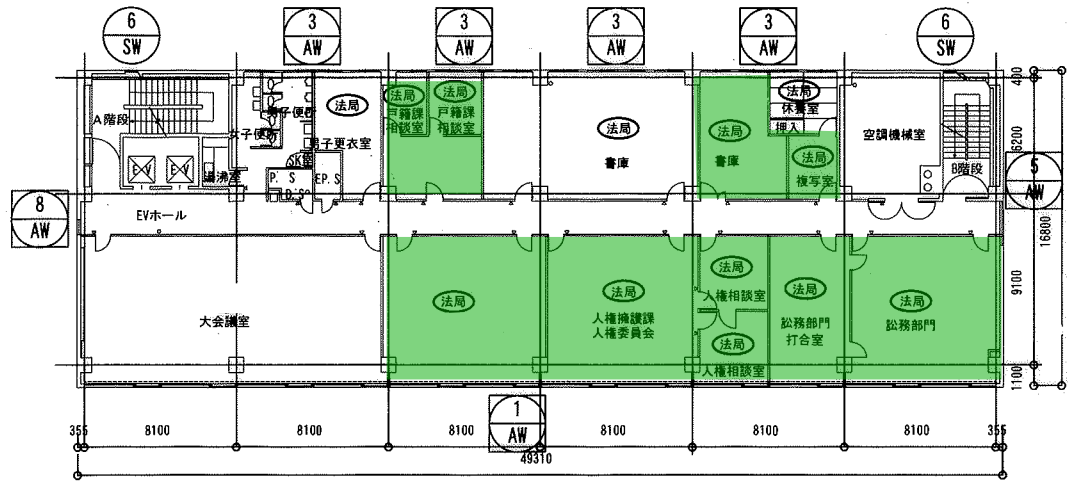 6
SW
3
AW
3
AW
3
AW
3
AW
6
SW
A階段
EV
EV
湯沸室
女子便所
男子便所
SK室
P.S
EP.S
法局
男子更衣室
法局
戸籍課
相談室
法局
戸籍課
相談室
法局
書庫
法局
書庫
法局
休養室
押入
法局
複写室
空調機械室
B階段
400
6200
5
AW
16800
9100
1100
8
AW
EVホール
大会議室
法局
法局
人権擁護課
人権委員会
法局
人権相談室
法局
人権相談室
法局
訟務部門
打合室
法局
訟務部門
1
AW
355
8100
8100
8100
8100
8100
8100
355
49310